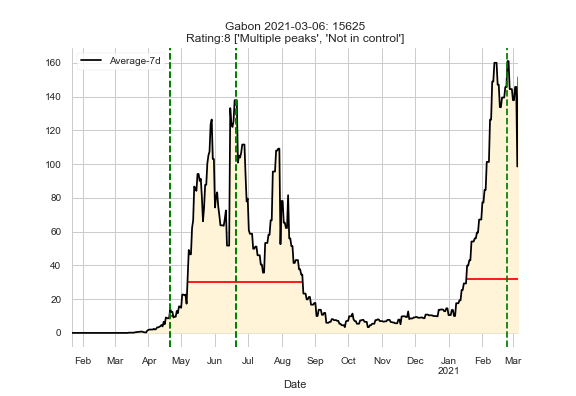 Gabon 2021-03-06: 15625
Rating:8 ['Multiple peaks', 'Not in control']
Average-7d
160
140
120
100
80
60
40
20
0
Feb Mar Apr May Jun Jul Aug Sep Oct Nov Dec Jan Feb Mar
2021
Date